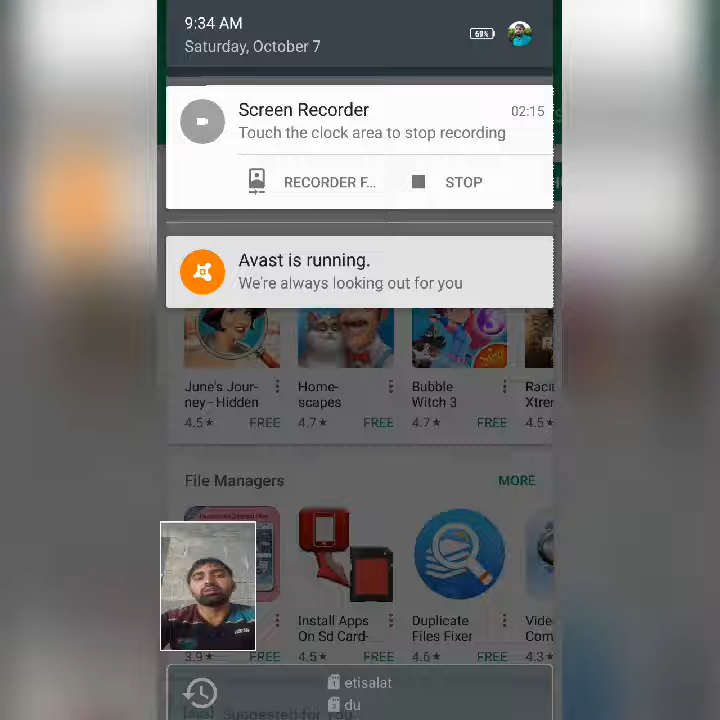 9:34 AM
69%
Saturday, October 7
Screen Recorder
02:15
Touch the clock area to stop recording
RECORDER F...
STOP
Avast is running.
We're always looking out for you
June's Jour-
ney - Hidden
4.5★ FREE
Home-
scapes
4.7★ FREE
Bubble
Witch 3
4.7★ FREE
Xtrer
4.5★
File Managers
MORE
3.9★ FREE
Install Apps
On Sd Card-
4.5★ FREE
Duplicate
Files Fixer
4.6★ FREE
Video
Com
4.3★
etisalat
du
[Ads] Suggested for You